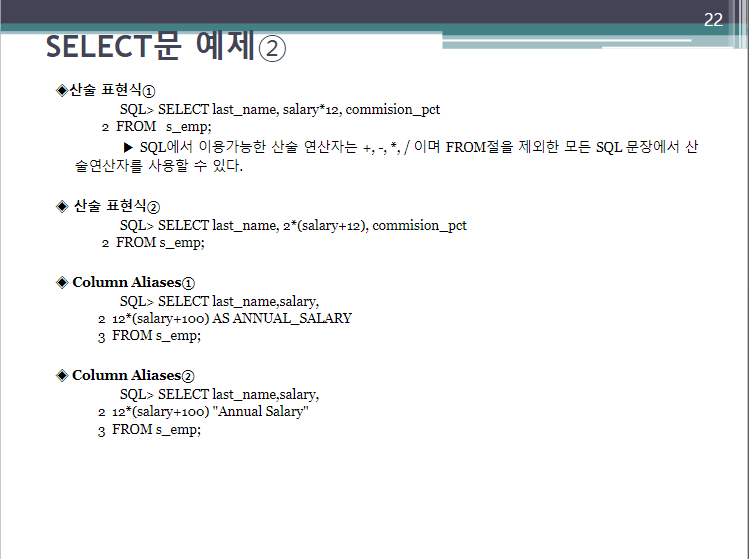 22
SELECT문 예제②
◈산술 표현식①
SQL> SELECT last_name, salary*12, commision_pct
2 FROM s_emp;
▶ SQL에서 이용가능한 산술 연산자는 +, -, *, / 이며 FROM절을 제외한 모든 SQL 문장에서 산
술연산자를 사용할 수 있다.
◈ 산술 표현식②
SQL> SELECT last_name, 2*(salary+12), commision_pct
2 FROM s_emp;
◈ Column Aliases①
SQL> SELECT last_name,salary,
2 12*(salary+100) AS ANNUAL_SALARY
3 FROM s_emp;
◈ Column Aliases②
SQL> SELECT last_name,salary,
2 12*(salary+100) "Annual Salary"
3 FROM s_emp;